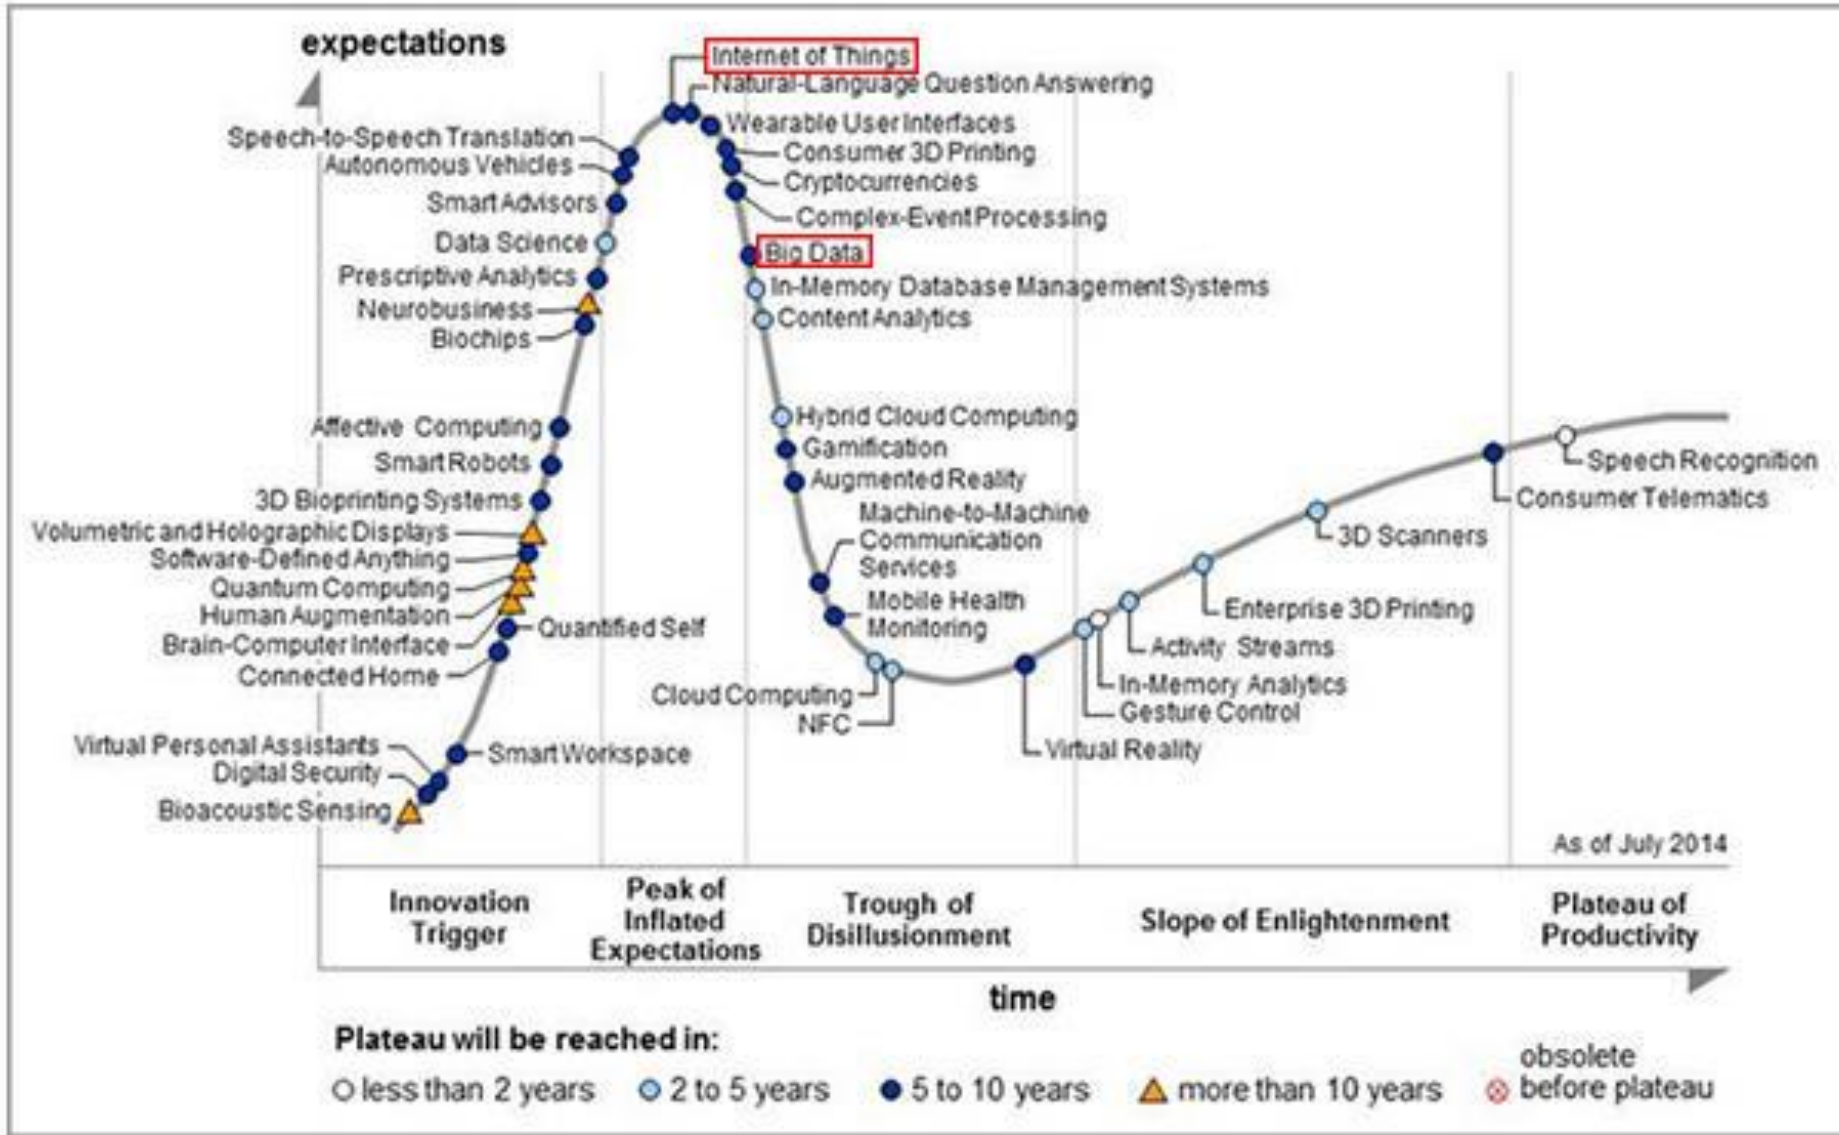 expectations
Internet of Things
Natural-Language Question Answering
Wearable User Interfaces
Speech-to-Speech Translation
Consumer 3D Printing
Autonomous Vehicles
Cryptocurrencies
Smart Advisors
Complex-Event Processing
Data Science
Big Data
Prescriptive Analytics
In-Memory Database Management Systems
Neurobusiness
Content Analytics
Biochips
Hybrid Cloud Computing
Affective Computing
Gamification
Smart Robots
Augmented Reality
3D Bioprinting Systems
Machine-to-Machine
Communication
Services
Volumetric and Holographic Displays
Software-Defined Anything
Quantum Computing
Human Augmentation
Brain-Computer Interface
Quantified Self
Connected Home
Mobile Health
Monitoring
Speech Recognition
Consumer Telematics
3D Scanners
Enterprise 3D Printing
Activity Streams
In-Memory Analytics
Gesture Control
Cloud Computing
NFC
Virtual Reality
Virtual Personal Assistants
Smart Workspace
Digital Security
Bioacoustic Sensing
As of July 2014
Innovation
Trigger
Peak of
Inflated
Expectations
Trough of
Disillusionment
Slope of Enlightenment
Plateau of
Productivity
time
Plateau will be reached in:
less than 2 years
2 to 5 years
5 to 10 years
more than 10 years
obsolete
before plateau